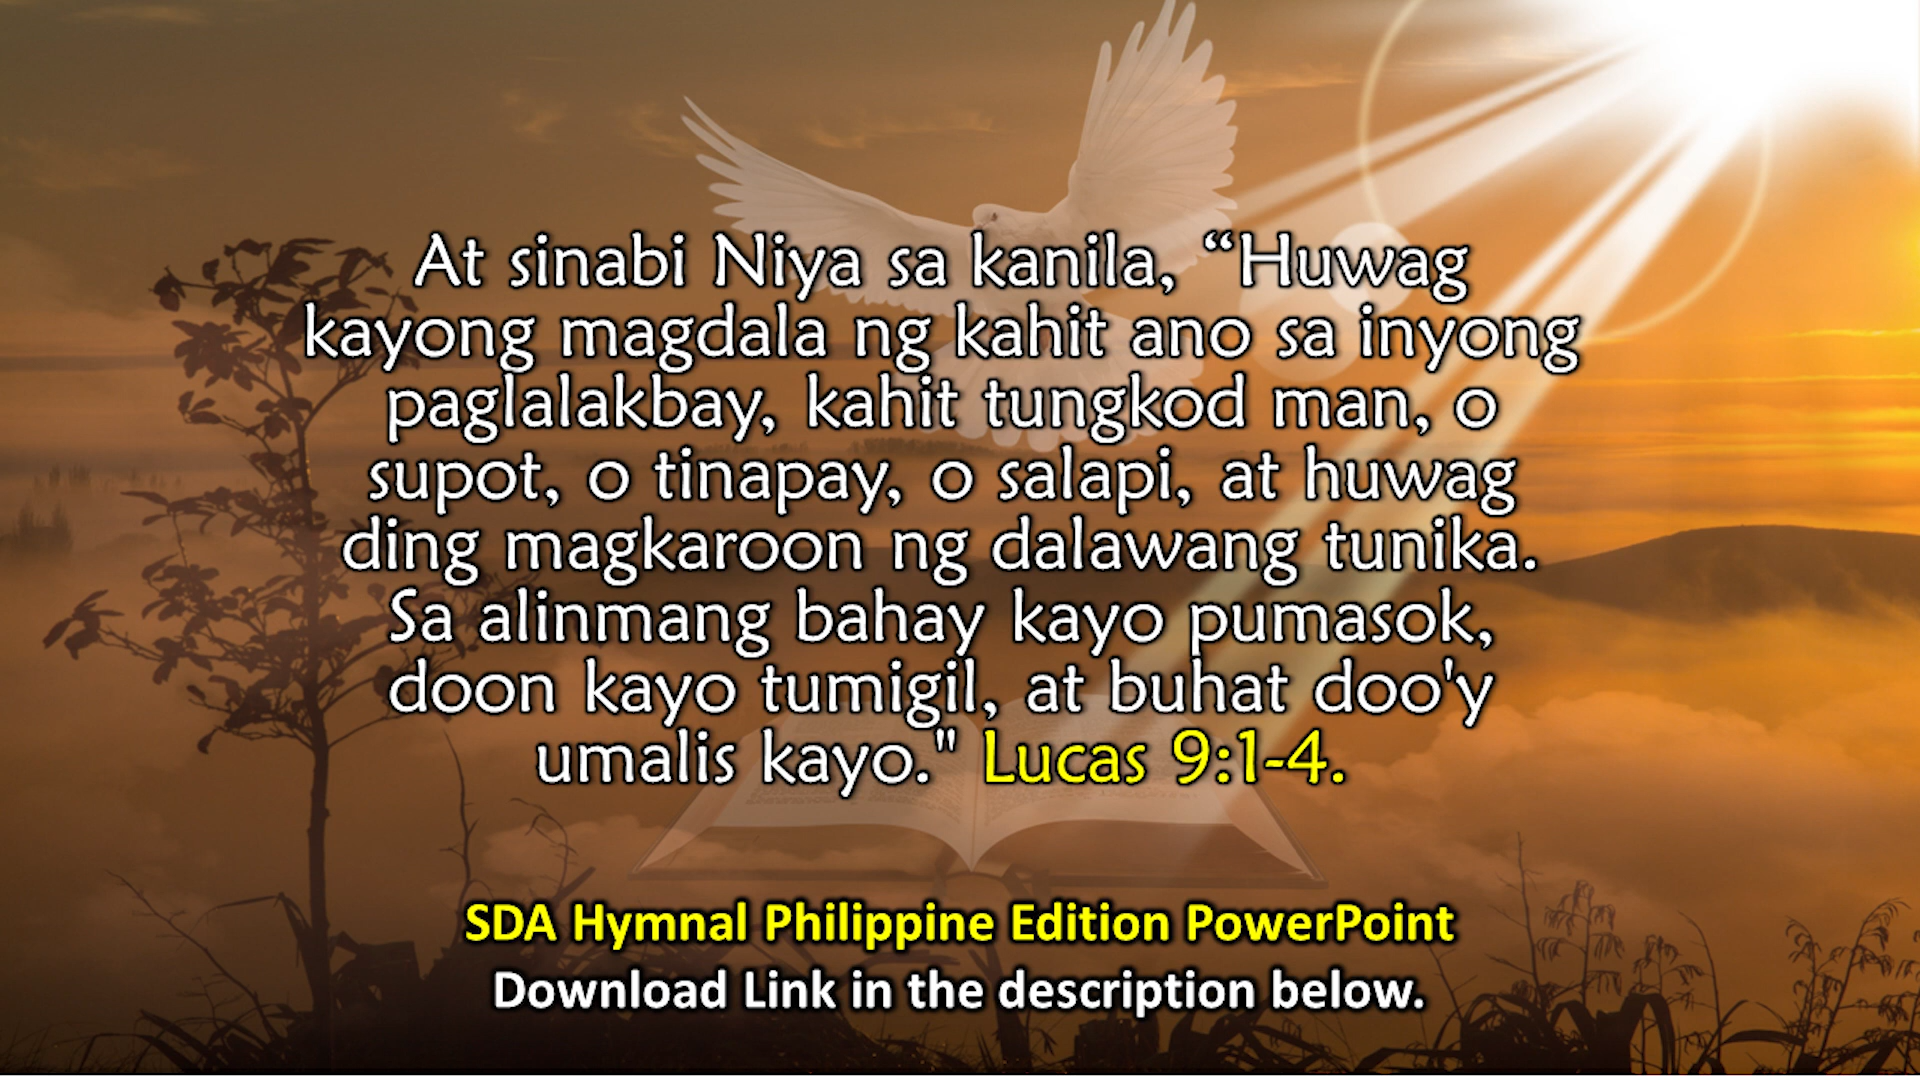 At sinabi Niya sa kanila, “Huwag
kayong magdala ng kahit ano sa inyong
paglalakbay, kahit tungkod man, o
supot, o tinapay, o salapi, at huwag
ding magkaroon ng dalawang tunika.
Sa alinmang bahay kayo pumasok,
doon kayo tumigil, at buhat doo'y
umalis kayo." Lucas 9:1-4.
SDA Hymnal Philippine Edition PowerPoint
Download Link in the description below.